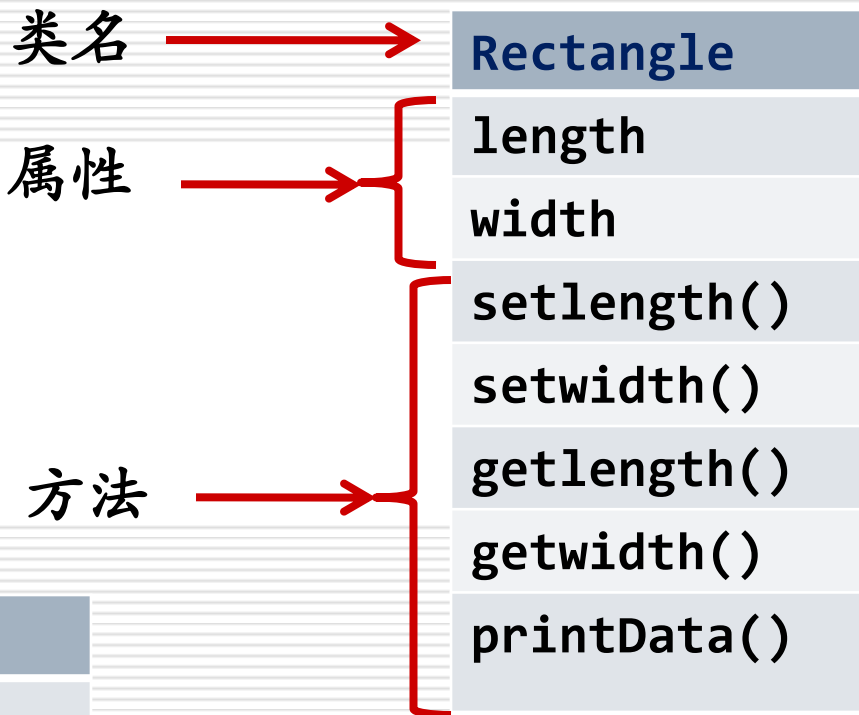 类名
Rectangle
属性
length
width
方法
setlength()
setwidth()
getlength()
getwidth()
printData()